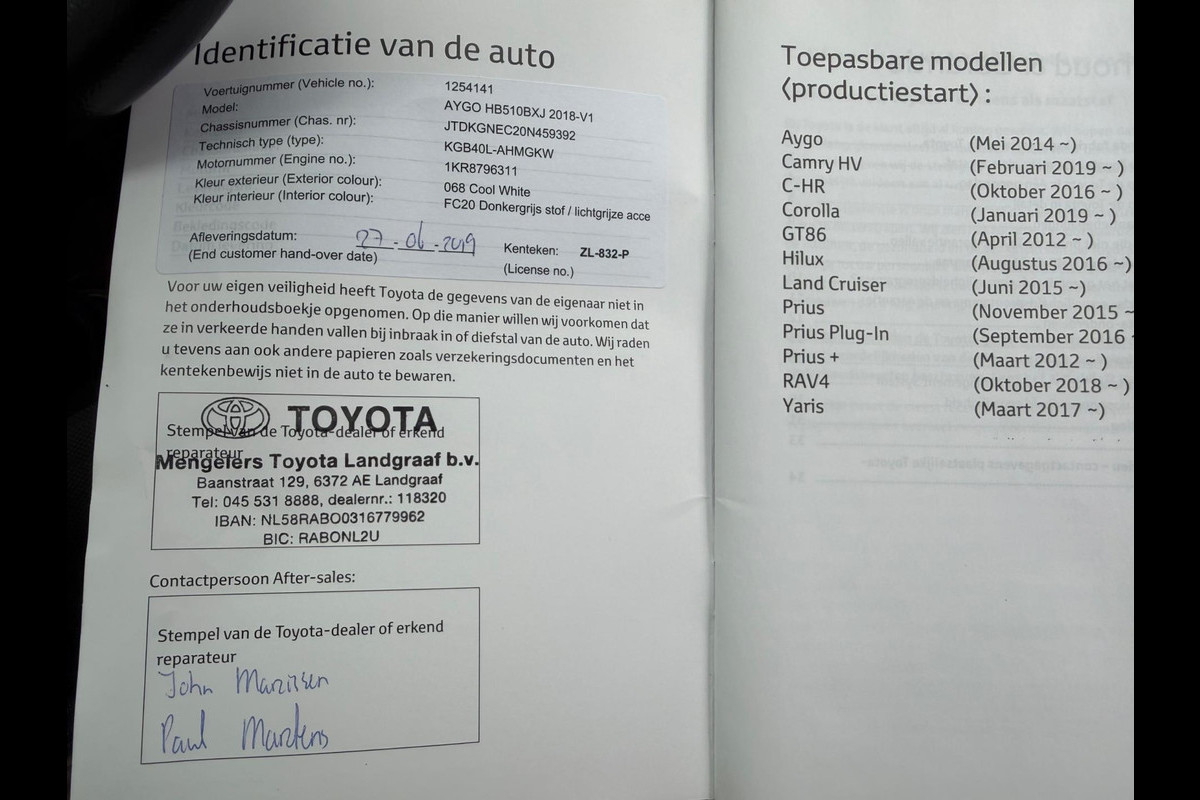 Identificatie van de auto
Voertuignummer (Vehicle no.): 1254141
Model: AYGO HB510BXJ 2018-V1
Chassisnummer (Chas. nr): JTDKGNEC20N459392
Technisch type (type): KGB40L-AHMGKW
Motornummer (Engine no.): 1KR8796311
Kleur exterieur (Exterior colour): 068 Cool White
Kleur interieur (Interior colour): FC20 Donkergrijs stof / lichtgrijze acce
Afleveringsdatum: 27-06-2019 Kenteken: ZL-832-P
(End customer hand-over date) (License no.)
Voor uw eigen veiligheid heeft Toyota de gegevens van de eigenaar niet in
het onderhoudsboekje opgenomen. Op die manier willen wij voorkomen dat
ze in verkeerde handen vallen bij inbraak in of diefstal van de auto. Wij raden
u tevens aan ook andere papieren zoals verzekeringsdocumenten en het
kentekenbewijs niet in de auto te bewaren.
TOYOTA
Stempel van de Toyota-dealer of erkend
reparateur
Mengelers Toyota Landgraaf b.v.
Baanstraat 129, 6372 AE Landgraaf
Tel: 045 531 8888, dealernr.: 118320
IBAN: NL58RABO0316779962
BIC: RABONL2U
Contactpersoon After-sales:
Stempel van de Toyota-dealer of erkend
reparateur
John
Paul Martens
Toepasbare modellen
⟨productiestart⟩ :
Aygo (Mei 2014 ~)
Camry HV (Februari 2019 ~ )
C-HR (Oktober 2016 ~ )
Corolla (Januari 2019 ~ )
GT86 (April 2012 ~ )
Hilux (Augustus 2016 ~)
Land Cruiser (Juni 2015 ~)
Prius (November 2015 ~
Prius Plug-In (September 2016
Prius + (Maart 2012 ~ )
RAV4 (Oktober 2018 ~ )
Yaris (Maart 2017 ~)